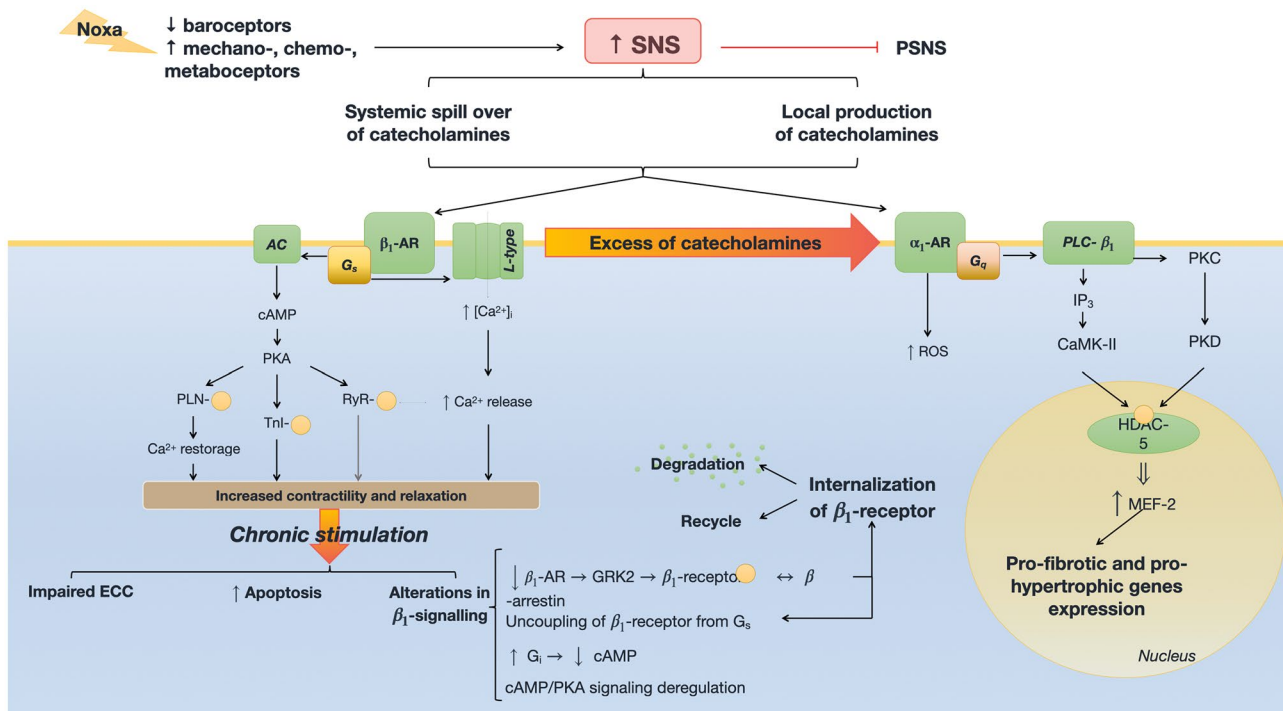 Noxa
↓ baroceptors
↑ mechano-, chemo-,
metaboceptors
↑ SNS
PSNS
Systemic spill over
of catecholamines
Local production
of catecholamines
AC
Gₛ
β₁-AR
L-type
Excess of catecholamines
α₁-AR
G_q
PLC- β₁
PKC
cAMP
↑ [Ca²⁺]ᵢ
IP₃
PKA
↑ ROS
CaMK-II
PKD
PLN-
TnI-
RyR-
↑ Ca²⁺ release
Ca²⁺ restorage
HDAC-
5
Increased contractility and relaxation
Chronic stimulation
Degradation
Recycle
Internalization
of β₁-receptor
↑ MEF-2
Pro-fibrotic and pro-
hypertrophic genes
expression
Nucleus
Impaired ECC
↑ Apoptosis
Alterations in
β₁-signalling
↓ β₁-AR → GRK2 → β₁-receptor ↔ β
-arrestin
Uncoupling of β₁-receptor from Gₛ
↑ Gᵢ → ↓ cAMP
cAMP/PKA signaling deregulation